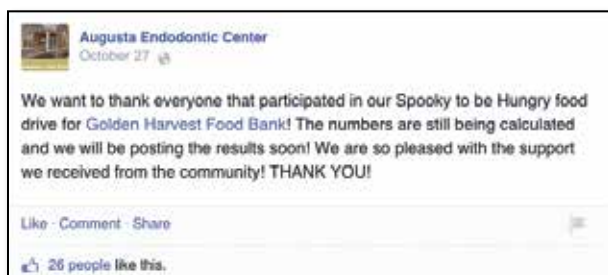 Augusta Endodontic Center
October 27
We want to thank everyone that participated in our Spooky to be Hungry food
drive for Golden Harvest Food Bank! The numbers are still being calculated
and we will be posting the results soon! We are so pleased with the support
we received from the community! THANK YOU!
Like · Comment · Share
26 people like this.